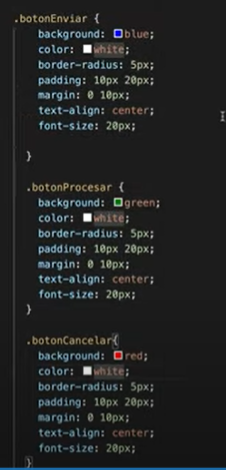 .botonEnviar {
background: blue;
color: white;
border-radius: 5px;
padding: 10px 20px;
margin: 0 10px;
text-align: center;
font-size: 20px;
}
.botonProcesar {
background: green;
color: white;
border-radius: 5px;
padding: 10px 20px;
margin: 0 10px;
text-align: center;
font-size: 20px;
}
.botonCancelar{
background: red;
color: white;
border-radius: 5px;
padding: 10px 20px;
margin: 0 10px;
text-align: center;
font-size: 20px;
}